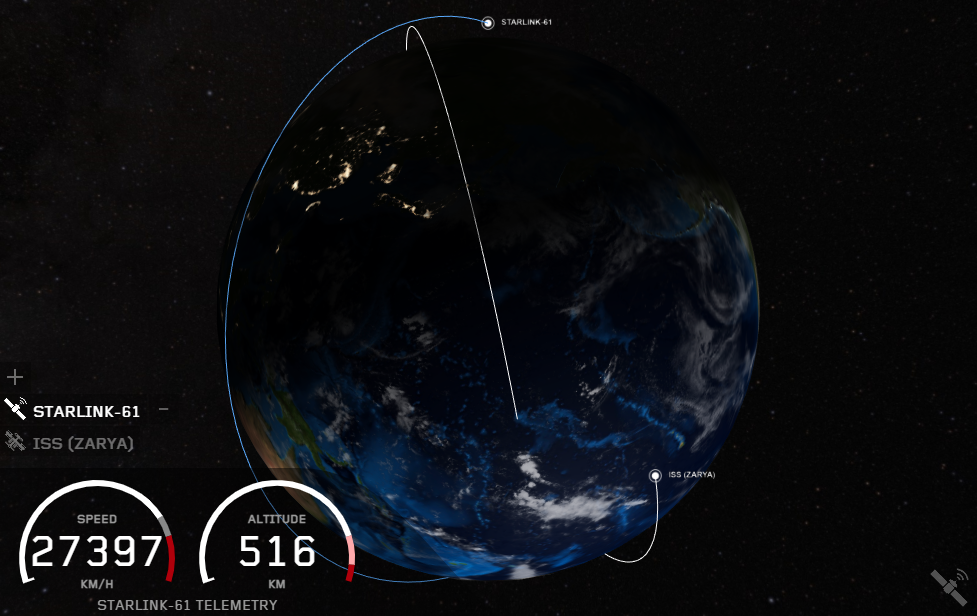 STARLINK-61
STARLINK-61
ISS (ZARYA)
ISS (ZARYA)
SPEED
27397
KM/H
ALTITUDE
516
KM
STARLINK-61 TELEMETRY